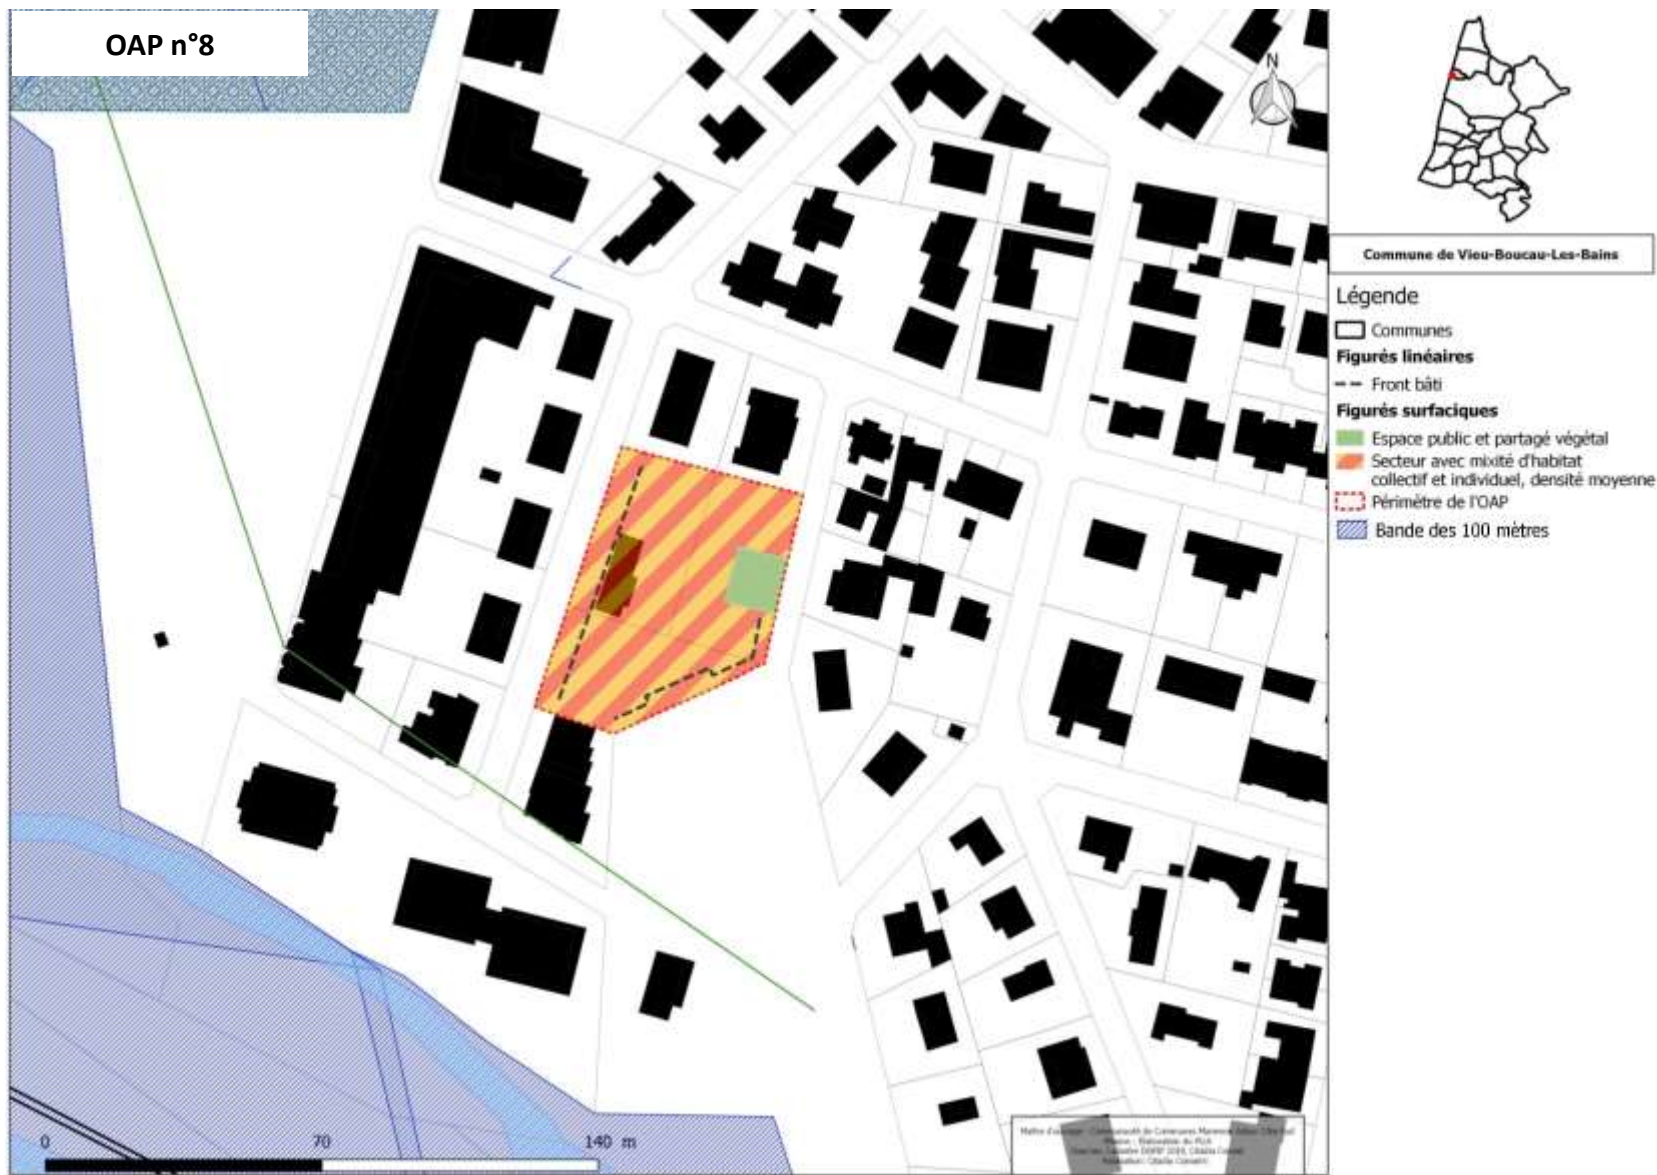 OAP n°8
N
Commune de Vieu-Boucau-Les-Bains
Légende
Communes
Figurés linéaires
Front bâti
Figurés surfaciques
Espace public et partagé végétal
Secteur avec mixité d'habitat
collectif et individuel, densité moyenne
Périmètre de l'OAP
Bande des 100 mètres
0 70 140 m